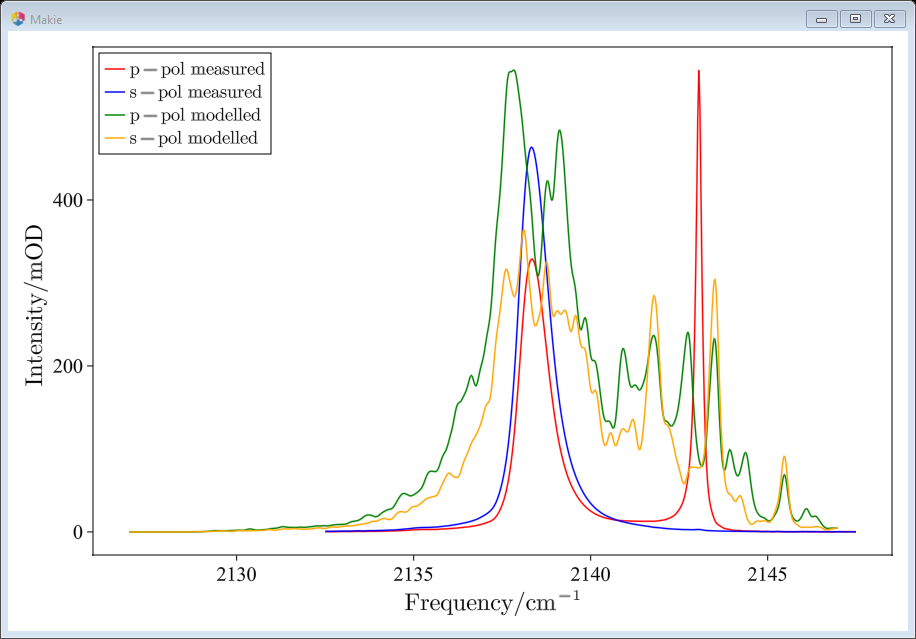 Makie
p − pol measured
s − pol measured
p − pol modelled
s − pol modelled
400
200
0
Intensity/mOD
2130 2135 2140 2145
Frequency/cm⁻¹